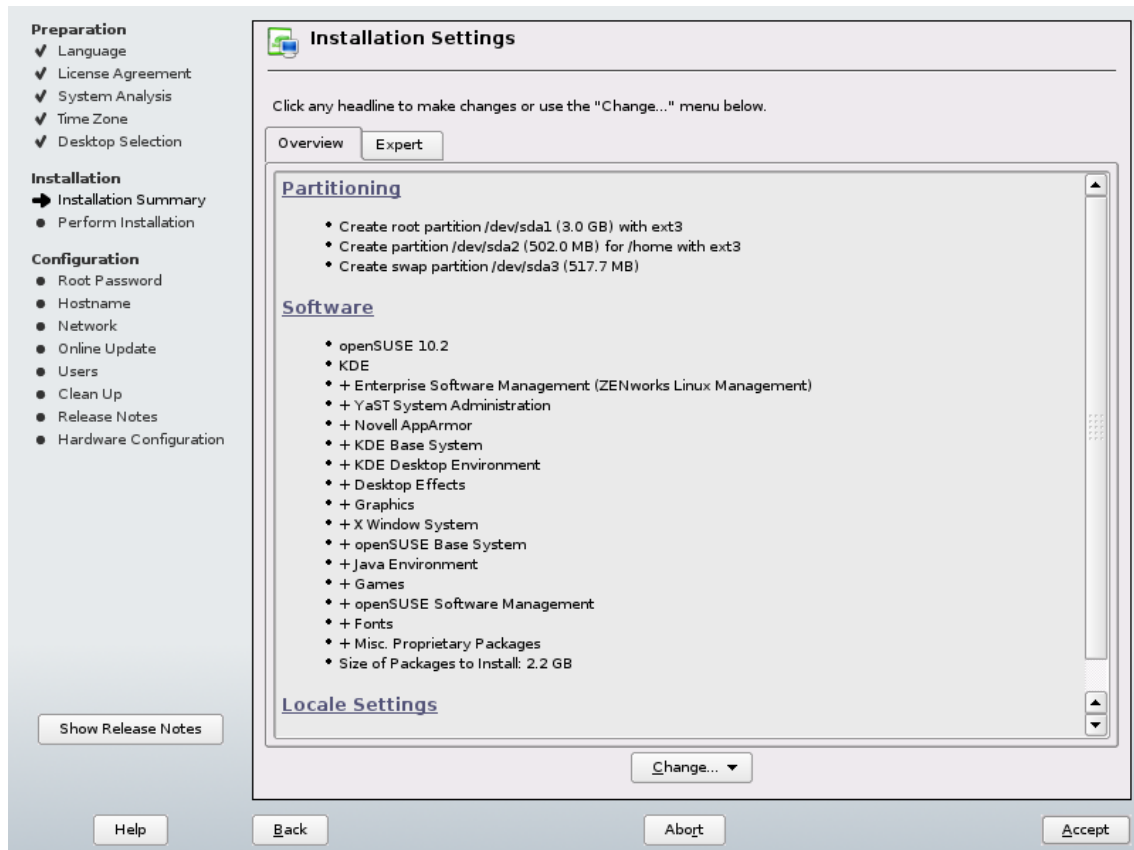 Preparation
Language
License Agreement
System Analysis
Time Zone
Desktop Selection
Installation
Installation Summary
Perform Installation
Configuration
Root Password
Hostname
Network
Online Update
Users
Clean Up
Release Notes
Hardware Configuration
Show Release Notes
Installation Settings
Click any headline to make changes or use the "Change..." menu below.
Overview
Expert
Partitioning
Create root partition /dev/sda1 (3.0 GB) with ext3
Create partition /dev/sda2 (502.0 MB) for /home with ext3
Create swap partition /dev/sda3 (517.7 MB)
Software
openSUSE 10.2
KDE
+ Enterprise Software Management (ZENworks Linux Management)
+ YaST System Administration
+ Novell AppArmor
+ KDE Base System
+ KDE Desktop Environment
+ Desktop Effects
+ Graphics
+ X Window System
+ openSUSE Base System
+ Java Environment
+ Games
+ openSUSE Software Management
+ Fonts
+ Misc. Proprietary Packages
Size of Packages to Install: 2.2 GB
Locale Settings
Change...
Help
Back
Abort
Accept